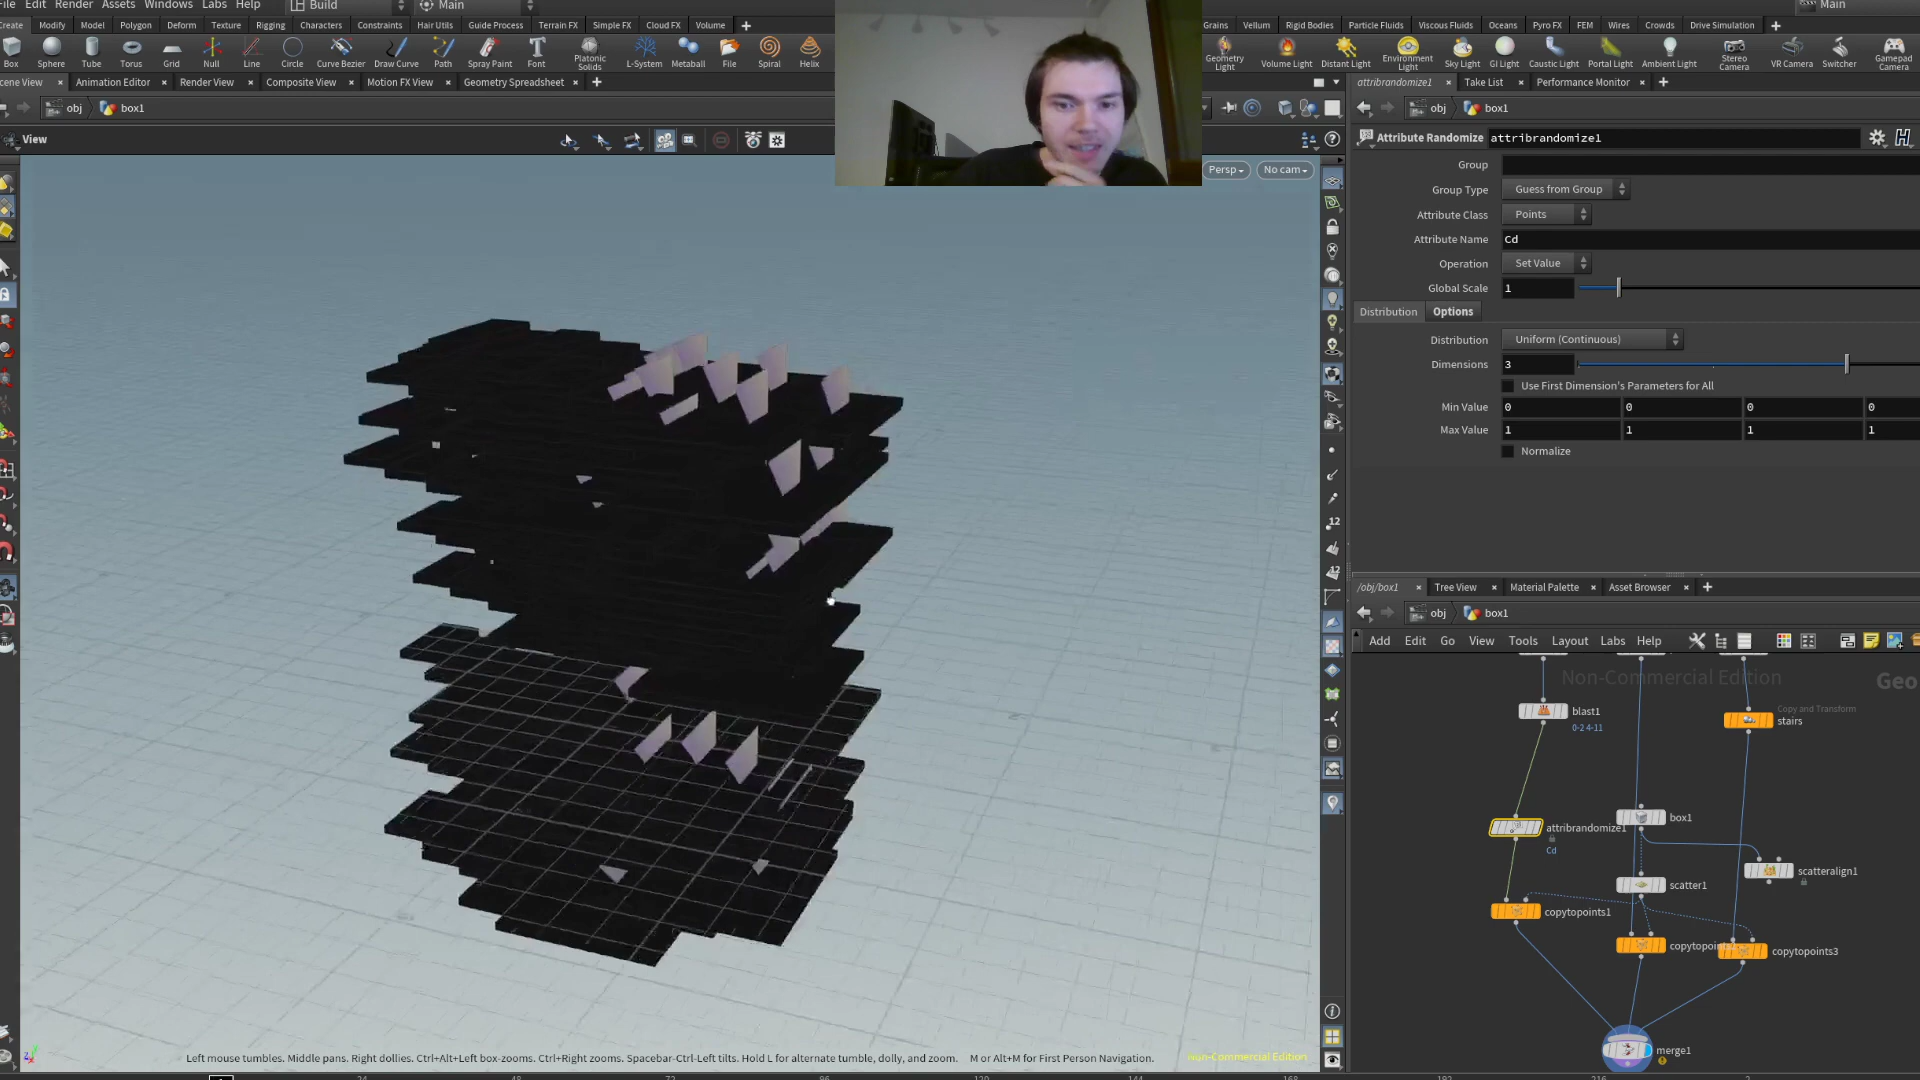 File Edit Render Assets Windows Labs Help Build Main Main
Create Modify Model Polygon Deform Texture Rigging Characters Constraints Hair Utils Guide Process Terrain FX Simple FX Cloud FX Volume
Grains Vellum Rigid Bodies Particle Fluids Viscous Fluids Oceans Pyro FX FEM Wires Crowds Drive Simulation
Box Sphere Tube Torus Grid Null Line Circle Curve Bezier Draw Curve Path Spray Paint Font Platonic Solids L-System Metaball File Spiral Helix
Geometry Light Volume Light Distant Light Environment Light Sky Light GI Light Caustic Light Portal Light Ambient Light Stereo Camera VR Camera Switcher Gamepad Camera
cene View Animation Editor Render View Composite View Motion FX View Geometry Spreadsheet
obj box1
View
Persp No cam
12
12
Left mouse tumbles. Middle pans. Right dollies. Ctrl+Alt+Left box-zooms. Ctrl+Right zooms. Spacebar-Ctrl-Left tilts. Hold L for alternate tumble, dolly, and zoom. M or Alt+M for First Person Navigation.
Non-Commercial Edition
attribrandomize1 Take List Performance Monitor
obj box1
Attribute Randomize attribrandomize1
Group
Group Type Guess from Group
Attribute Class Points
Attribute Name Cd
Operation Set Value
Global Scale 1
Distribution Options
Distribution Uniform (Continuous)
Dimensions 3
Use First Dimension's Parameters for All
Min Value 0 0 0 0
Max Value 1 1 1 1
Normalize
/obj/box1 Tree View Material Palette Asset Browser
obj box1
Add Edit Go View Tools Layout Labs Help
Non-Commercial Edition Geo
blast1
0-2 4-11
Copy and Transform
stairs
attribrandomize1
Cd
box1
scatteralign1
scatter1
copytopoints1
copytopoints3
merge1